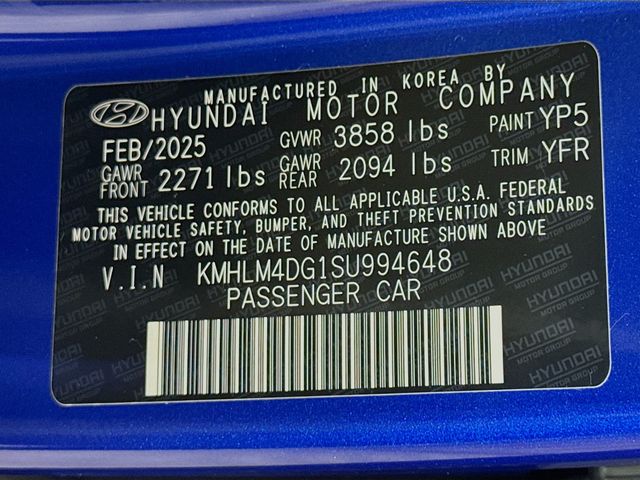 MANUFACTURED IN KOREA BY
HYUNDAI MOTOR COMPANY
FEB/2025 GVWR 3858 lbs PAINT YP5
GAWR FRONT 2271 lbs GAWR REAR 2094 lbs TRIM YFR
THIS VEHICLE CONFORMS TO ALL APPLICABLE U.S.A. FEDERAL
MOTOR VEHICLE SAFETY, BUMPER, AND THEFT PREVENTION STANDARDS
IN EFFECT ON THE DATE OF MANUFACTURE SHOWN ABOVE
V.I.N KMHLM4DG1SU994648
PASSENGER CAR